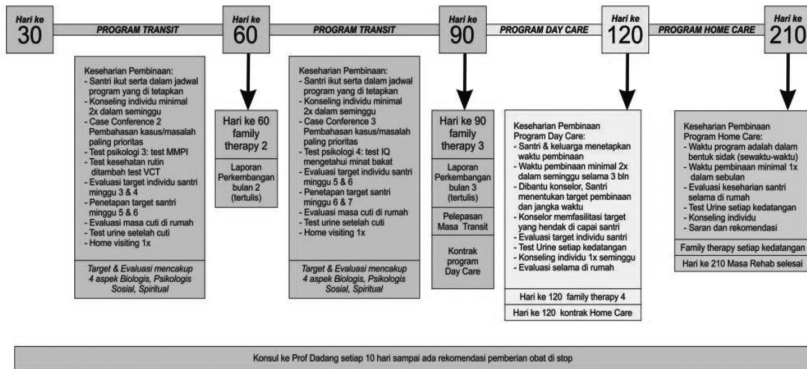 Hari ke
30
PROGRAM TRANSIT
Hari ke
60
PROGRAM TRANSIT
Hari ke
90
PROGRAM DAY CARE
Hari ke
120
PROGRAM HOME CARE
Hari ke
210
Keseharian Pembinaan:
- Santri ikut serta dalam jadwal
program yang di tetapkan
- Konseling individu minimal
2x dalam seminggu
- Case Conference 2
Pembahasan kasus/masalah
paling prioritas
- Test psikologi 3: test MMPI
- Test kesehatan rutin
ditambah test VCT
- Evaluasi target individu santri
minggu 3 & 4
- Penetapan target santri
minggu 5 & 6
- Evaluasi masa cuti di rumah
- Test urine setelah cuti
- Home visiting 1x
Target & Evaluasi mencakup
4 aspek Biologis, Psikologis
Sosial, Spiritual
Hari ke 60
family
therapy 2
Laporan
Perkembangan
bulan 2
(tertulis)
Keseharian Pembinaan:
- Santri ikut serta dalam jadwal
program yang di tetapkan
- Konseling individu minimal
2x dalam seminggu
- Case Conference 3
Pembahasan kasus/masalah
paling prioritas
- Test psikologi 4: test IQ
mengetahui minat bakat
- Evaluasi target individu santri
minggu 5 & 6
- Penetapan target santri
minggu 6 & 7
- Evaluasi masa cuti di rumah
- Test urine setelah cuti
- Home visiting 1x
Target & Evaluasi mencakup
4 aspek Biologis, Psikologis
Sosial, Spiritual
Hari ke 90
family
therapy 3
Laporan
Perkembangan
bulan 3
(tertulis)
Pelepasan
Masa Transit
Kontrak
program
Day Care
Keseharian Pembinaan
Program Day Care:
- Santri & keluarga menetapkan
waktu pembinaan
- Waktu pembinaan minimal 2x
dalam seminggu selama 3 bln
- Dibantu konselor, Santri
menentukan target pembinaan
dan jangka waktu
- Konselor memfasilitasi target
yang hendak di capai santri
- Evaluasi target individu santri
- Test Urine setiap kedatangan
- Konseling individu 1x seminggu
- Evaluasi selama di rumah
Hari ke 120 family therapy 4
Hari ke 120 kontrak Home Care
Keseharian Pembinaan
Program Home Care:
- Waktu program adalah dalam
bentuk sidak (sewaktu-waktu)
- Waktu pembinaan minimal 1x
dalam sebulan
- Evaluasi keseharian santri
selama di rumah
- Test Urine setiap kedatangan
- Konseling individu
- Saran dan rekomendasi
Family therapy setiap kedatangan
Hari ke 210 Masa Rehab selesai
Konsul ke Prof Dadang setiap 10 hari sampai ada rekomendasi pemberian obat di stop